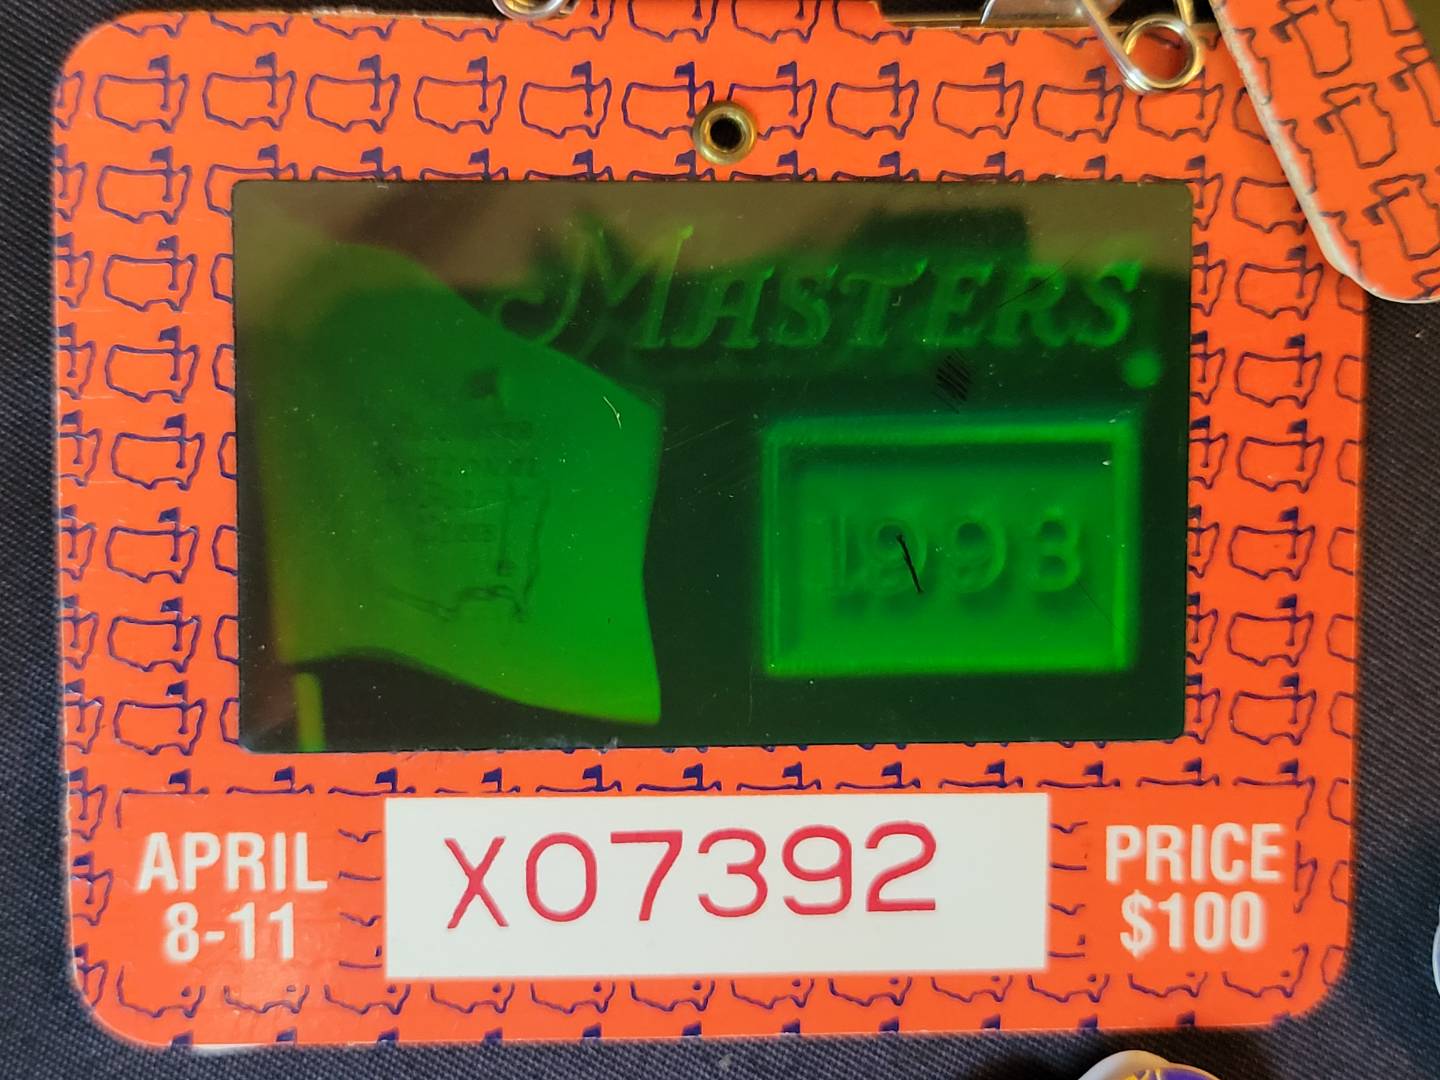 MASTERS
1993
APRIL
8-11
X07392
PRICE
$100